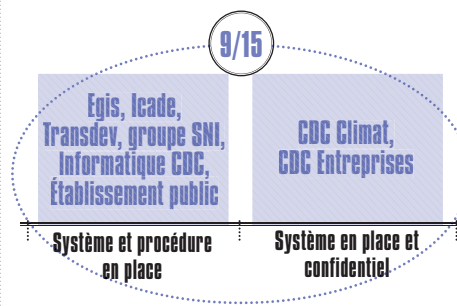 9/15
Egis, Icade,
Transdev, groupe SNI,
Informatique CDC,
Établissement public
CDC Climat,
CDC Entreprises
Système et procédure
en place
Système en place et
confidentiel